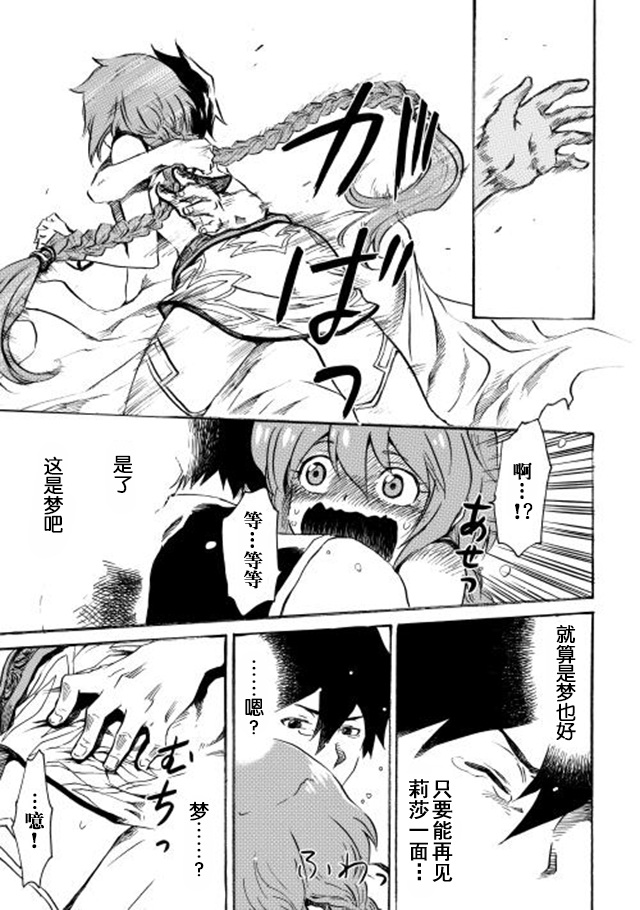 ガ
ば
っ
啊…!?
あせっ
等…等等
是了
这是梦吧
就算是梦也好
只要能再见
莉莎一面…
……嗯?
ふわっ
梦……?
むちっ
…噫!